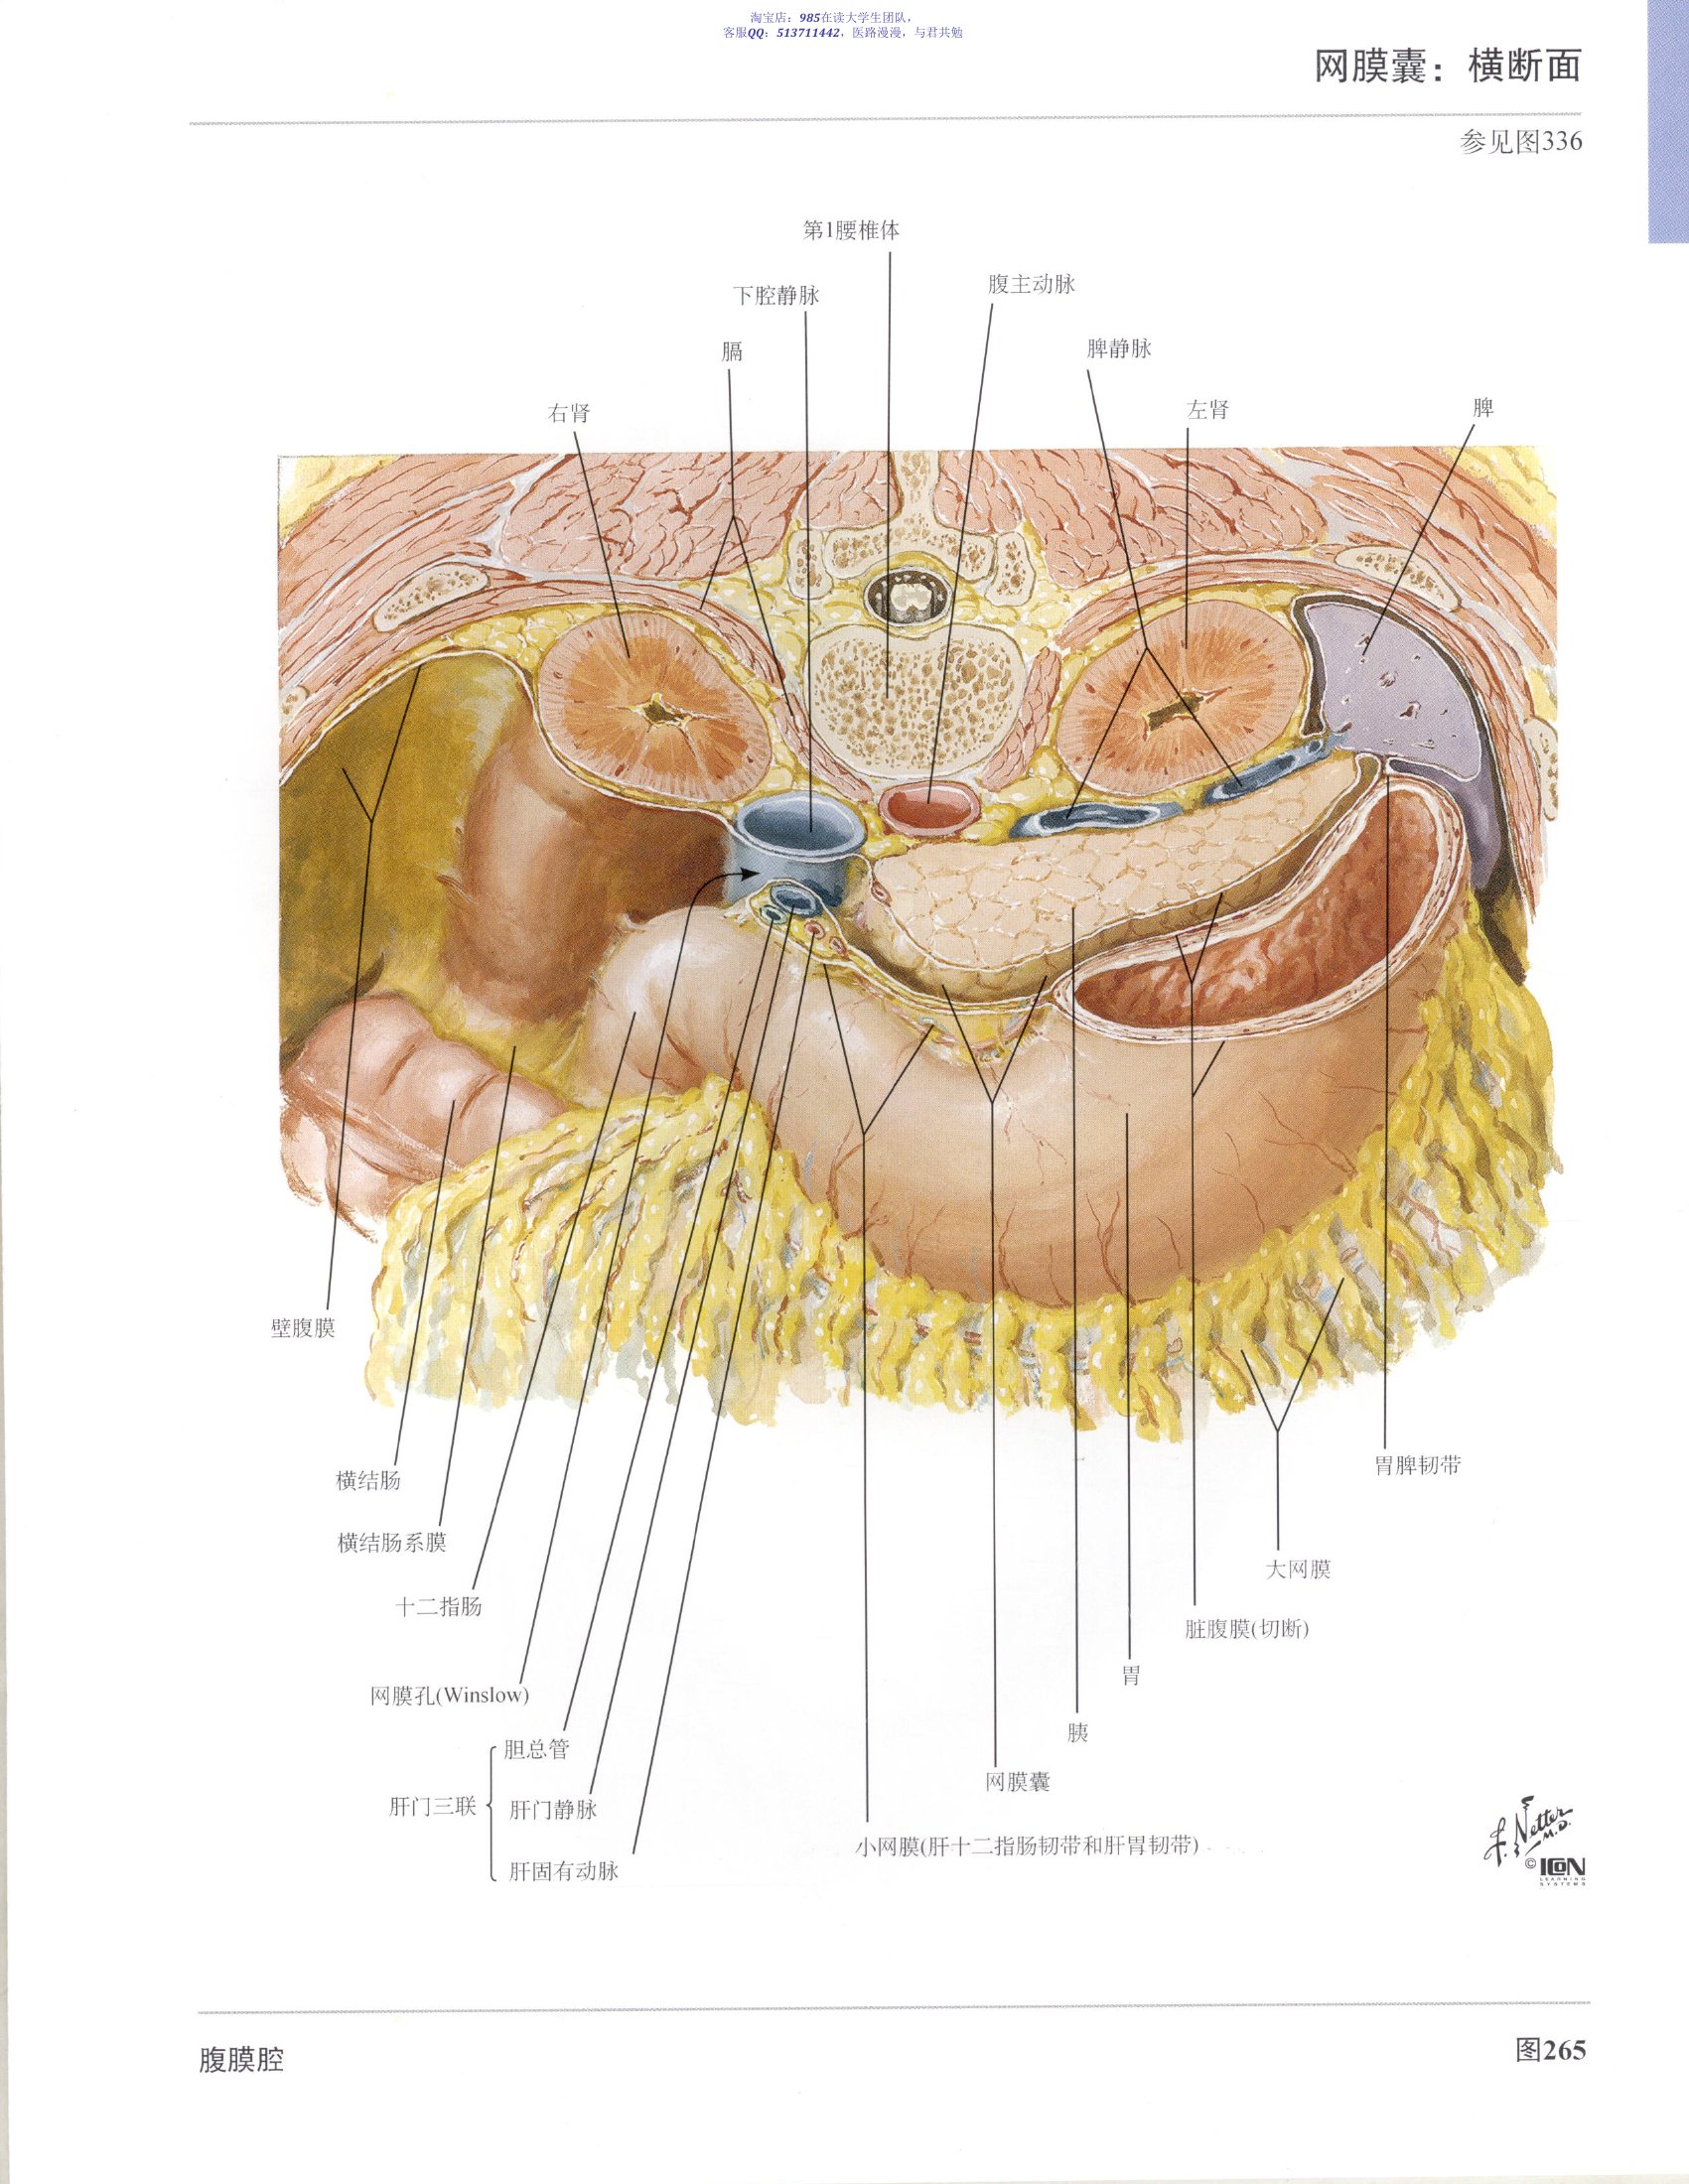 淘宝店：985在读大学生团队，
客服QQ：513711442，医路漫漫，与君共勉
网膜囊：横断面
参见图336
第1腰椎体
腹主动脉
下腔静脉
膈
脾静脉
右肾
左肾
脾
壁腹膜
横结肠
胃脾韧带
横结肠系膜
大网膜
十二指肠
脏腹膜(切断)
胃
网膜孔(Winslow)
胰
胆总管
网膜囊
肝门三联
肝门静脉
小网膜(肝十二指肠韧带和肝胃韧带)
肝固有动脉
F. Netter M.D.
© ICON
LEARNING
SYSTEMS
腹膜腔
图265